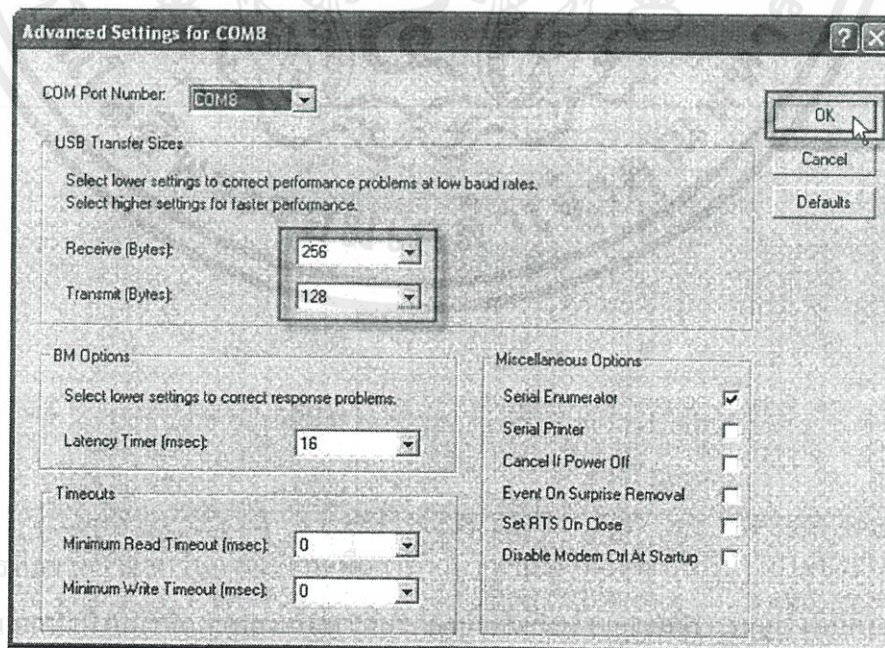 Advanced Settings for COM8
COM Port Number: COM8
OK
Cancel
Defaults
USB Transfer Sizes
Select lower settings to correct performance problems at low baud rates.
Select higher settings for faster performance.
Receive (Bytes): 256
Transmit (Bytes): 128
BM Options
Select lower settings to correct response problems.
Latency Timer (msec): 16
Timeouts
Minimum Read Timeout (msec): 0
Minimum Write Timeout (msec): 0
Miscellaneous Options
Serial Enumerator
Serial Printer
Cancel If Power Off
Event On Surprise Removal
Set RTS On Close
Disable Modem Ctrl At Startup